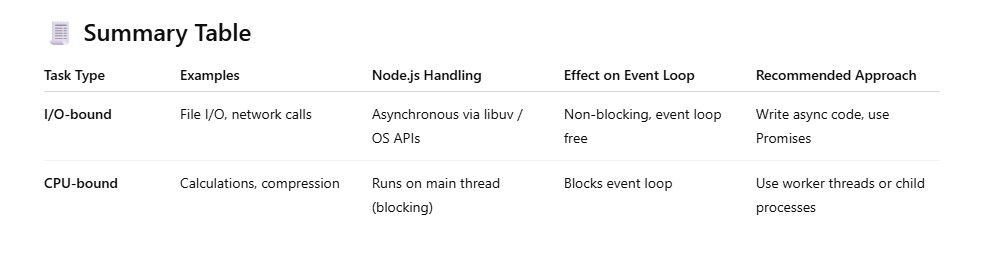 Summary Table
Task Type Examples Node.js Handling Effect on Event Loop Recommended Approach
I/O-bound File I/O, network calls Asynchronous via libuv / Non-blocking, event loop Write async code, use
OS APIs free Promises
CPU-bound Calculations, compression Runs on main thread Blocks event loop Use worker threads or child
(blocking) processes